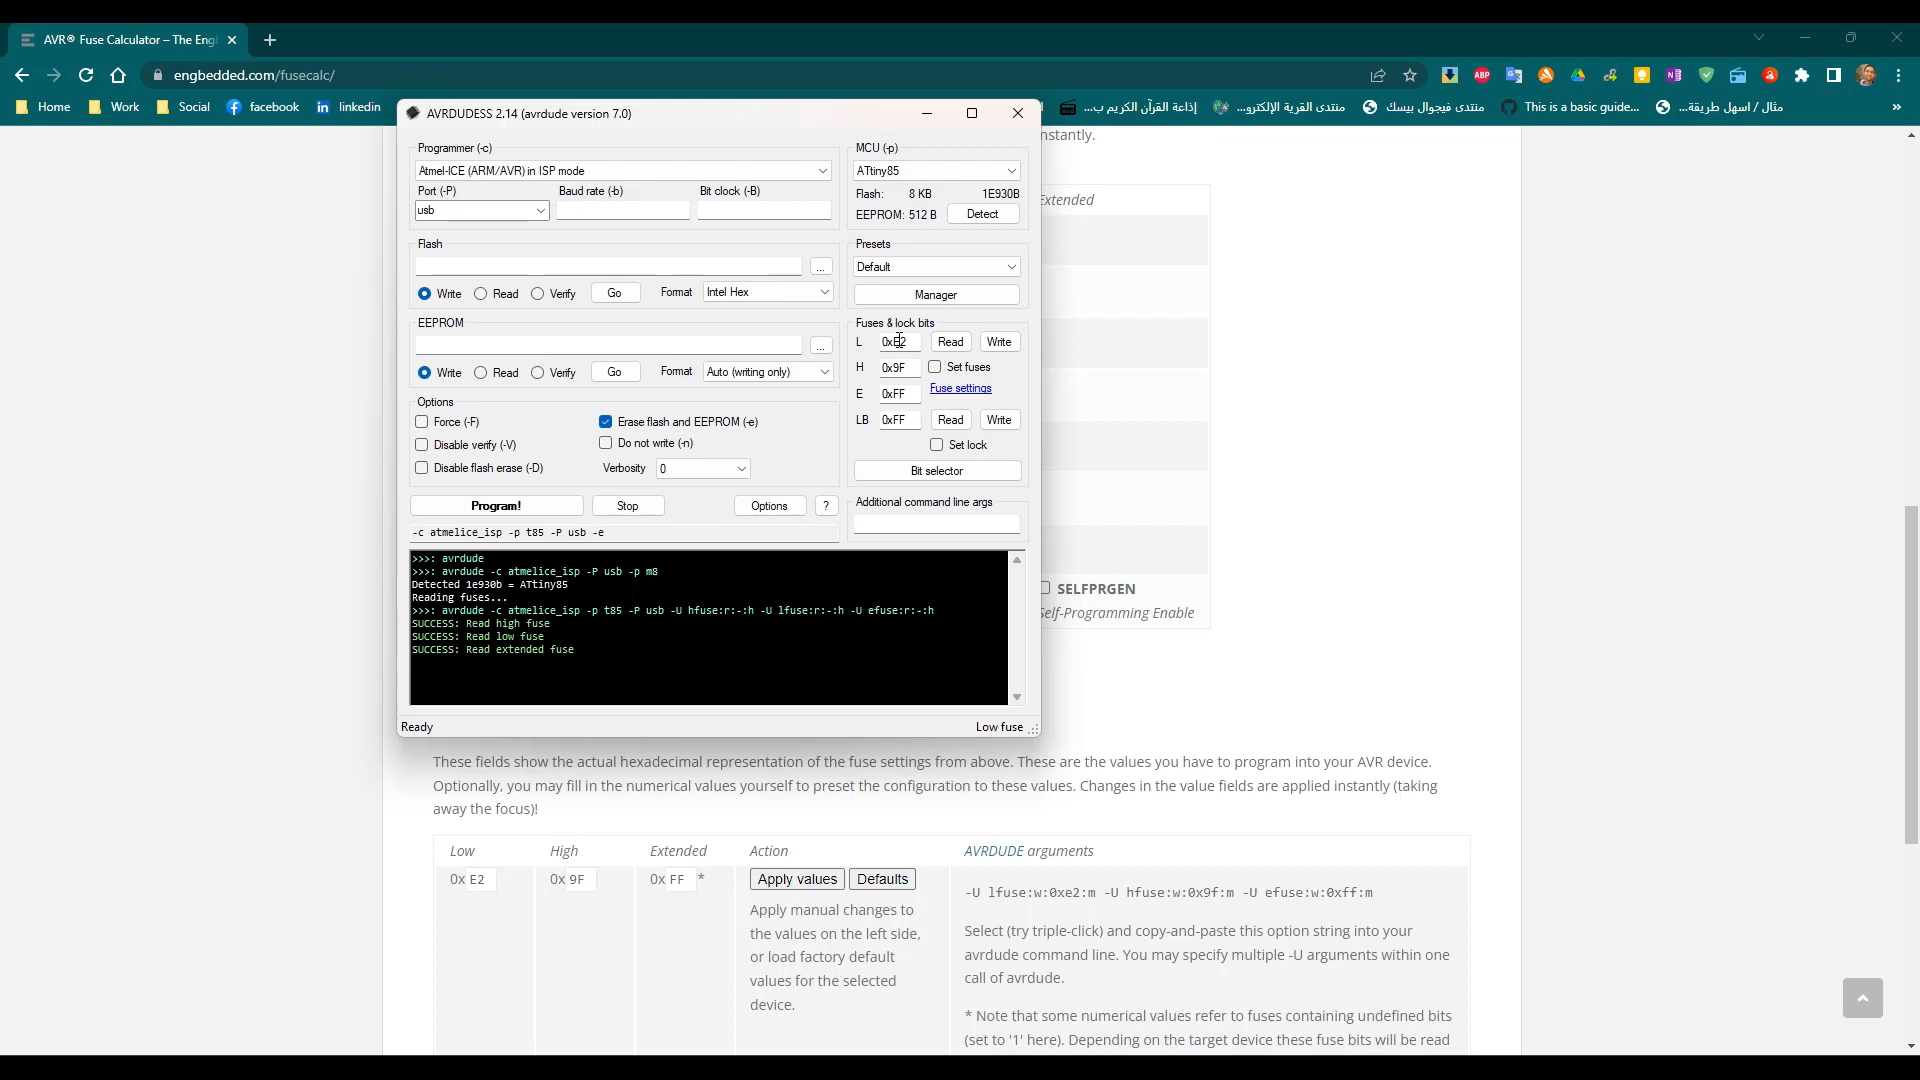 AVR® Fuse Calculator – The Eng
engbedded.com/fusecalc/
Home Work Social facebook linkedin إذاعة القرآن الكريم ب... منتدى القرية الإلكترو... منتدى فيجوال بيسك This is a basic guide... مثال / اسهل طريقة... »
AVRDUDESS 2.14 (avrdude version 7.0)
nstantly.
Programmer (-c)
Atmel-ICE (ARM/AVR) in ISP mode
Port (-P) Baud rate (-b) Bit clock (-B)
usb
MCU (-p)
ATtiny85
Flash: 8 KB 1E930B
EEPROM: 512 B Detect
Flash
...
Write Read Verify Go Format Intel Hex
Presets
Default
Manager
EEPROM
...
Write Read Verify Go Format Auto (writing only)
Fuses & lock bits
L 0xE2 Read Write
H 0x9F Set fuses
E 0xFF Fuse settings
LB 0xFF Read Write
Set lock
Bit selector
Options
Force (-F) Erase flash and EEPROM (-e)
Disable verify (-V) Do not write (-n)
Disable flash erase (-D) Verbosity 0
Program! Stop Options ?
Additional command line args
-c atmelice_isp -p t85 -P usb -e
>>>: avrdude
>>>: avrdude -c atmelice_isp -P usb -p m8
Detected 1e930b = ATtiny85
Reading fuses...
>>>: avrdude -c atmelice_isp -p t85 -P usb -U hfuse:r:-:h -U lfuse:r:-:h -U efuse:r:-:h
SUCCESS: Read high fuse
SUCCESS: Read low fuse
SUCCESS: Read extended fuse
Ready Low fuse
Extended
SELFPRGEN
Self-Programming Enable
These fields show the actual hexadecimal representation of the fuse settings from above. These are the values you have to program into your AVR device.
Optionally, you may fill in the numerical values yourself to preset the configuration to these values. Changes in the value fields are applied instantly (taking
away the focus)!
Low High Extended Action AVRDUDE arguments
0x E2 0x 9F 0x FF * Apply values Defaults
Apply manual changes to
the values on the left side,
or load factory default
values for the selected
device.
-U lfuse:w:0xe2:m -U hfuse:w:0x9f:m -U efuse:w:0xff:m
Select (try triple-click) and copy-and-paste this option string into your
avrdude command line. You may specify multiple -U arguments within one
call of avrdude.
* Note that some numerical values refer to fuses containing undefined bits
(set to '1' here). Depending on the target device these fuse bits will be read